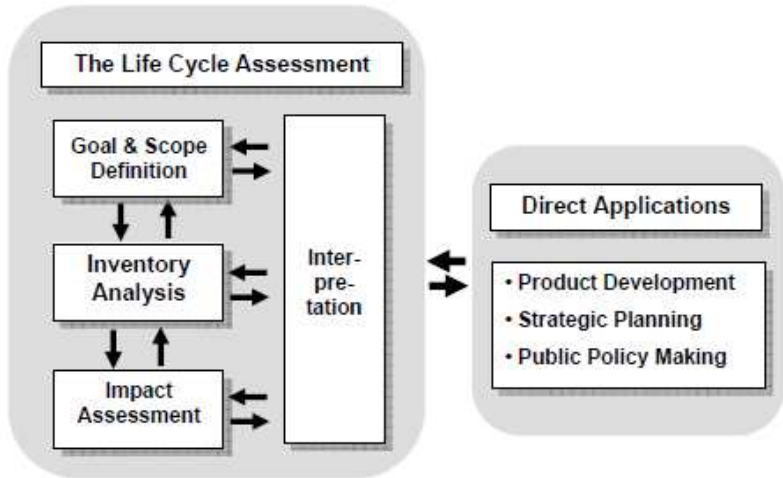 The Life Cycle Assessment
Goal & Scope
Definition
Inventory
Analysis
Impact
Assessment
Inter-
pre-
tation
Direct Applications
• Product Development
• Strategic Planning
• Public Policy Making